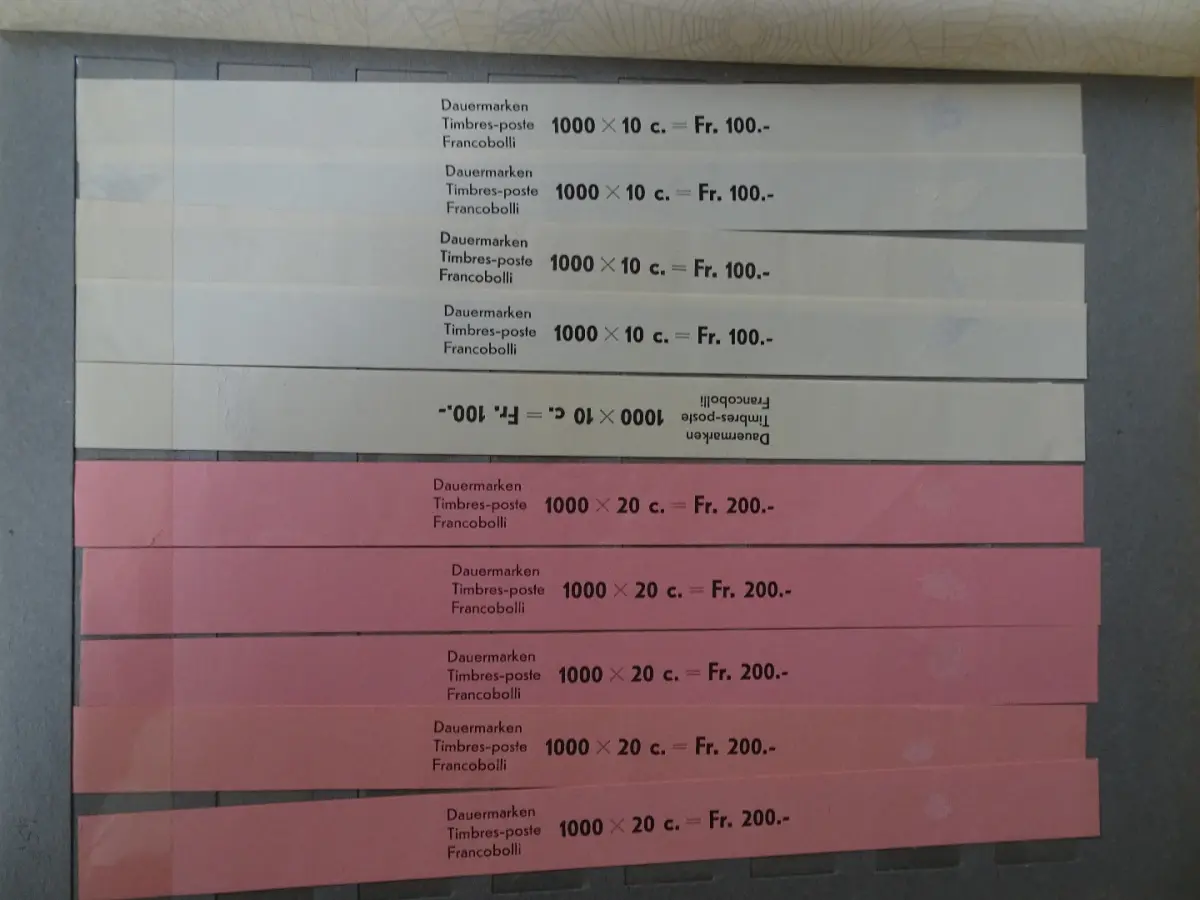 Dauermarken
Timbres-poste 1000 × 10 c. = Fr. 100.-
Francobolli
Dauermarken
Timbres-poste 1000 × 10 c. = Fr. 100.-
Francobolli
Dauermarken
Timbres-poste 1000 × 10 c. = Fr. 100.-
Francobolli
Dauermarken
Timbres-poste 1000 × 10 c. = Fr. 100.-
Francobolli
Dauermarken
Timbres-poste 1000 × 10 c. = Fr. 100.-
Francobolli
Dauermarken
Timbres-poste 1000 × 20 c. = Fr. 200.-
Francobolli
Dauermarken
Timbres-poste 1000 × 20 c. = Fr. 200.-
Francobolli
Dauermarken
Timbres-poste 1000 × 20 c. = Fr. 200.-
Francobolli
Dauermarken
Timbres-poste 1000 × 20 c. = Fr. 200.-
Francobolli
Dauermarken
Timbres-poste 1000 × 20 c. = Fr. 200.-
Francobolli